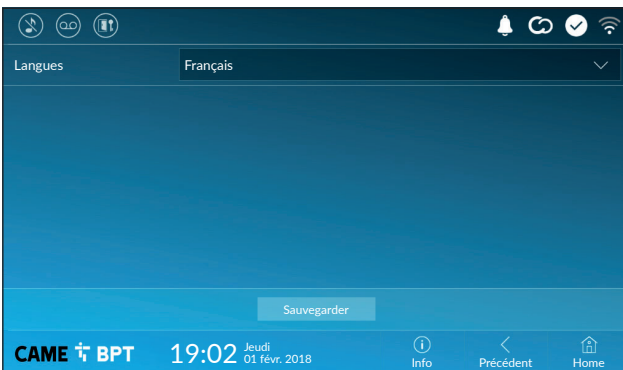 Langues Français
Sauvegarder
CAME BPT 19:02 Jeudi
01 févr. 2018
Info Précédent Home